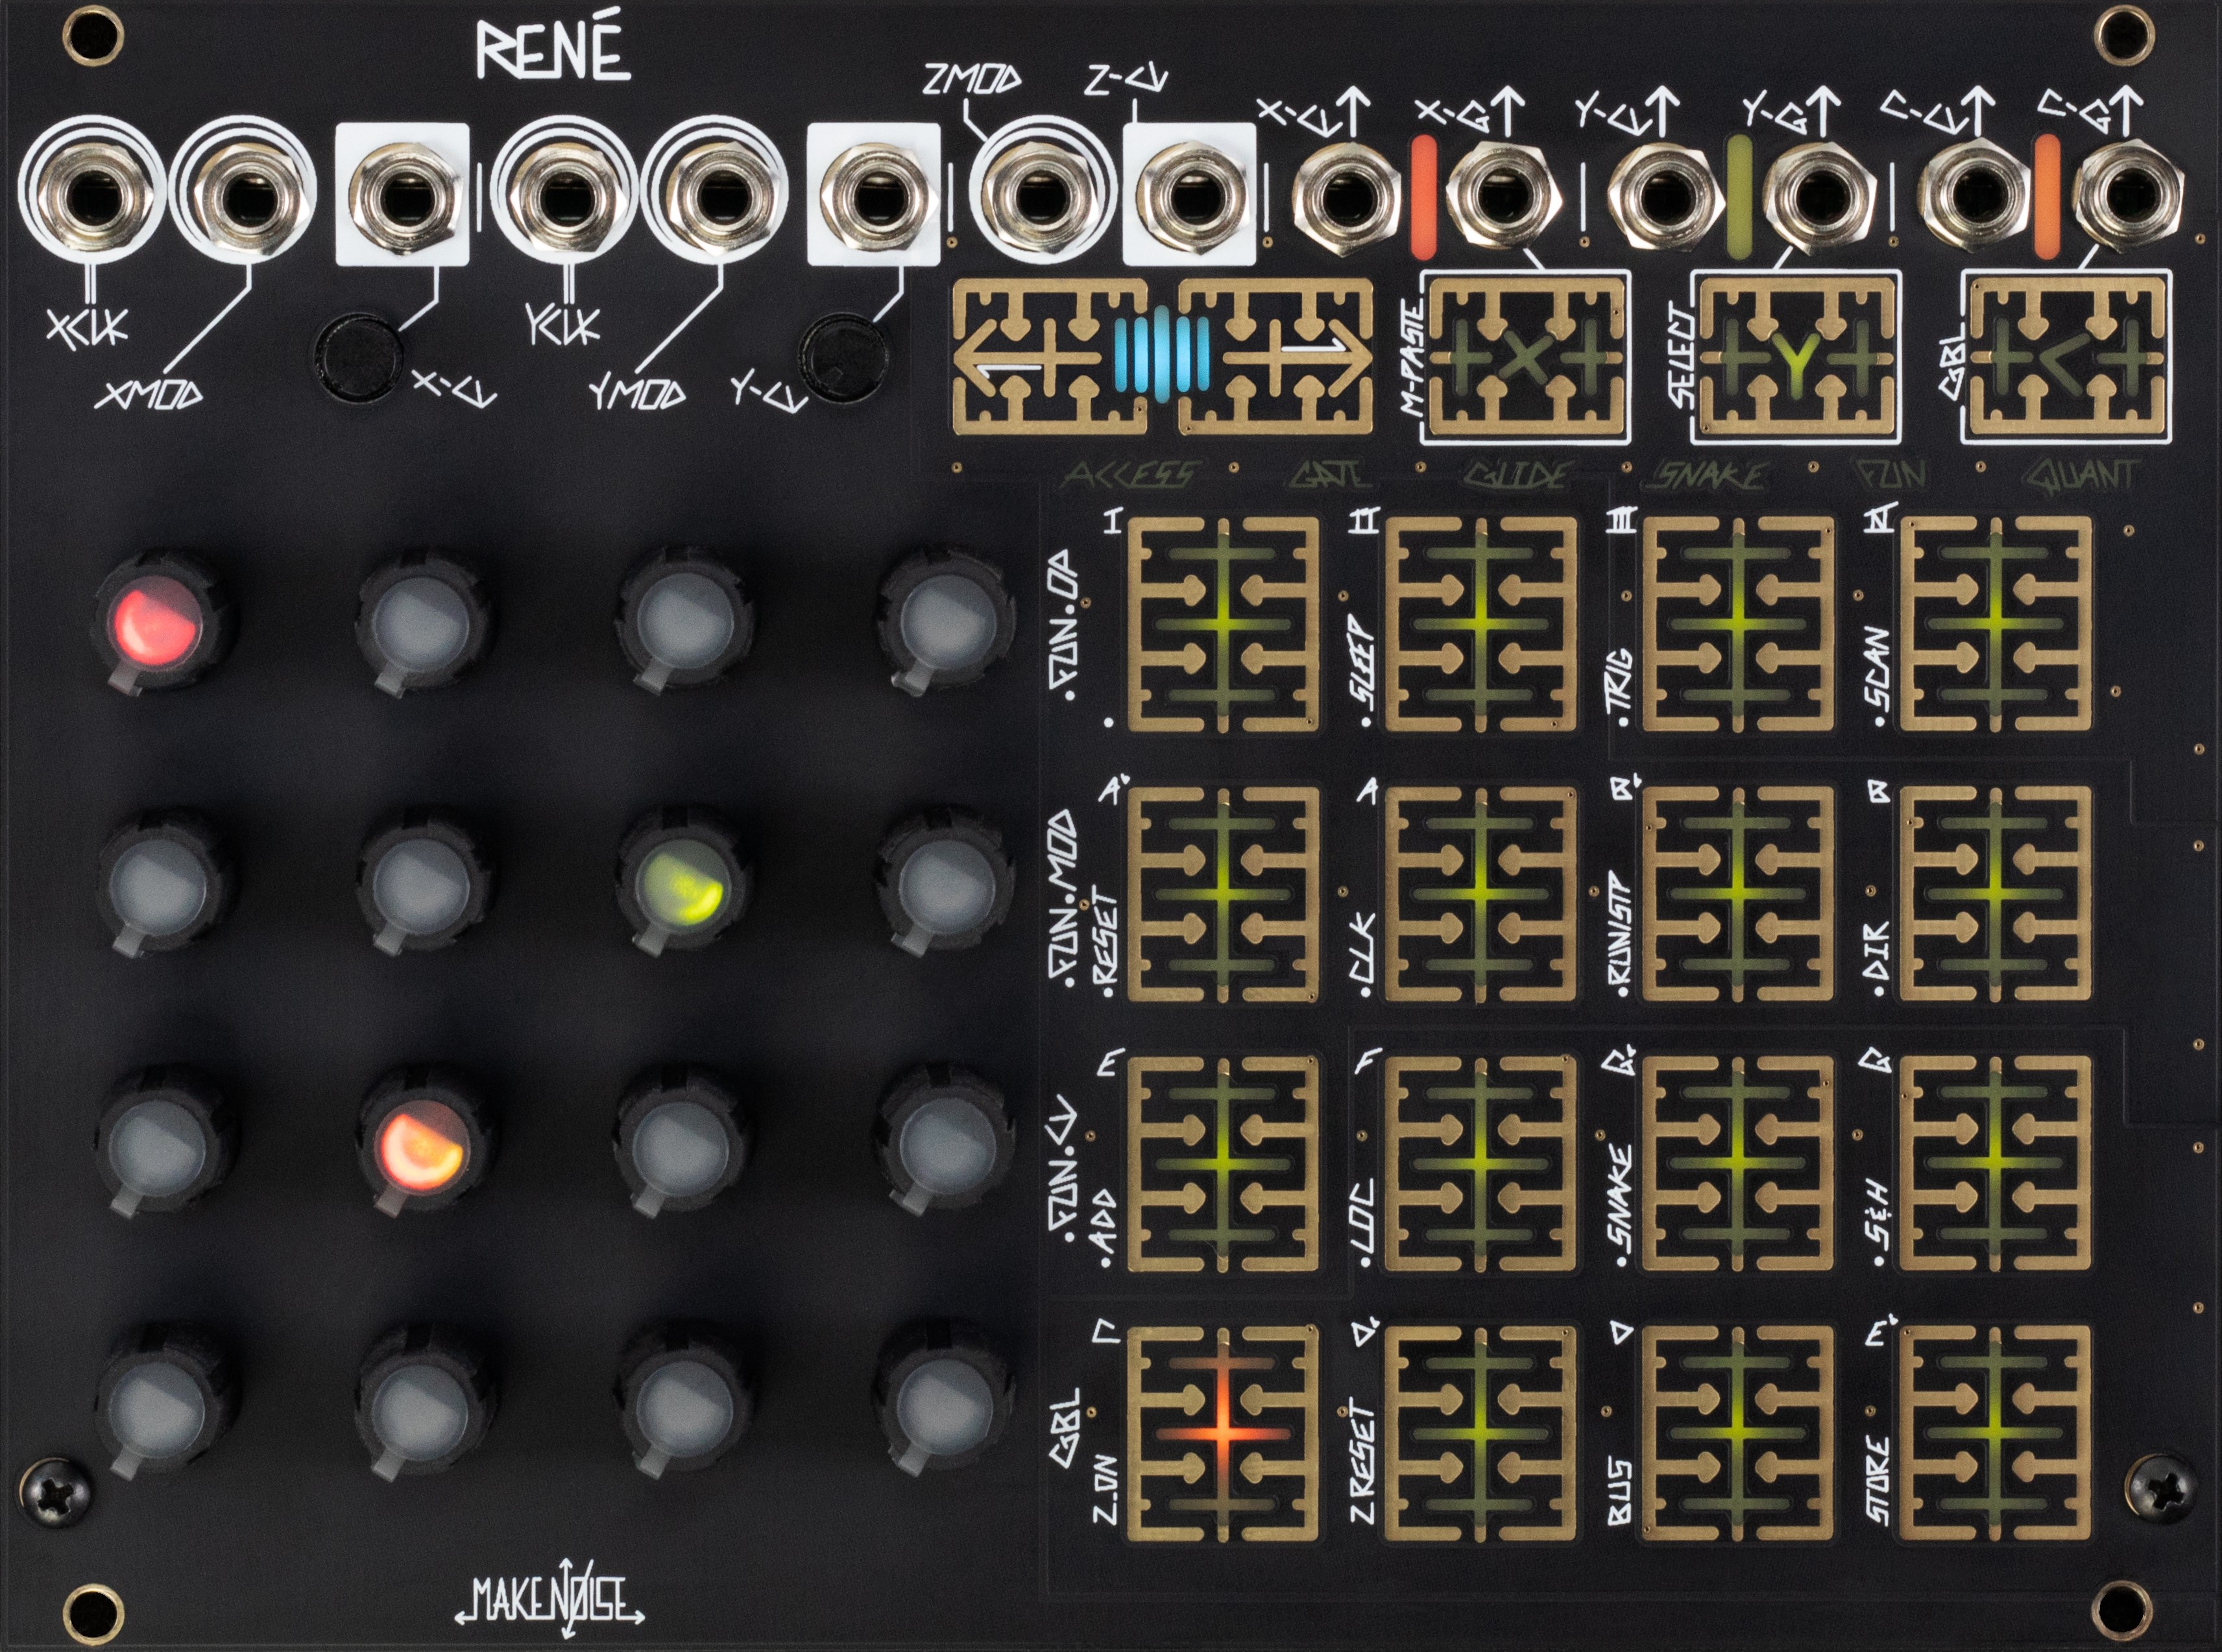 RENÉ
ZMOD
Z-CV
X-CV
X-G
Y-CV
Y-G
C-CV
C-G
XCLK
XMOD
X-CV
YCLK
YMOD
Y-CV
M-PASTE
X
SELECT
Y
GBL
C
ACCESS
GATE
GLIDE
SNAKE
FUN
QUANT
I
II
III
IV
.FUN.OP
.SLEEP
.TRIG
.SCAN
A'
A
B'
B
.FUN.MOD
.RESET
.CLK
.RUN/STP
.DIR
E
F
G'
G
.FUN.CV
.ADD
.LOC
.SNAKE
.S&H
C
D'
D
E'
GBL
Z.ON
Z RESET
BUS
STORE
MAKENØISE